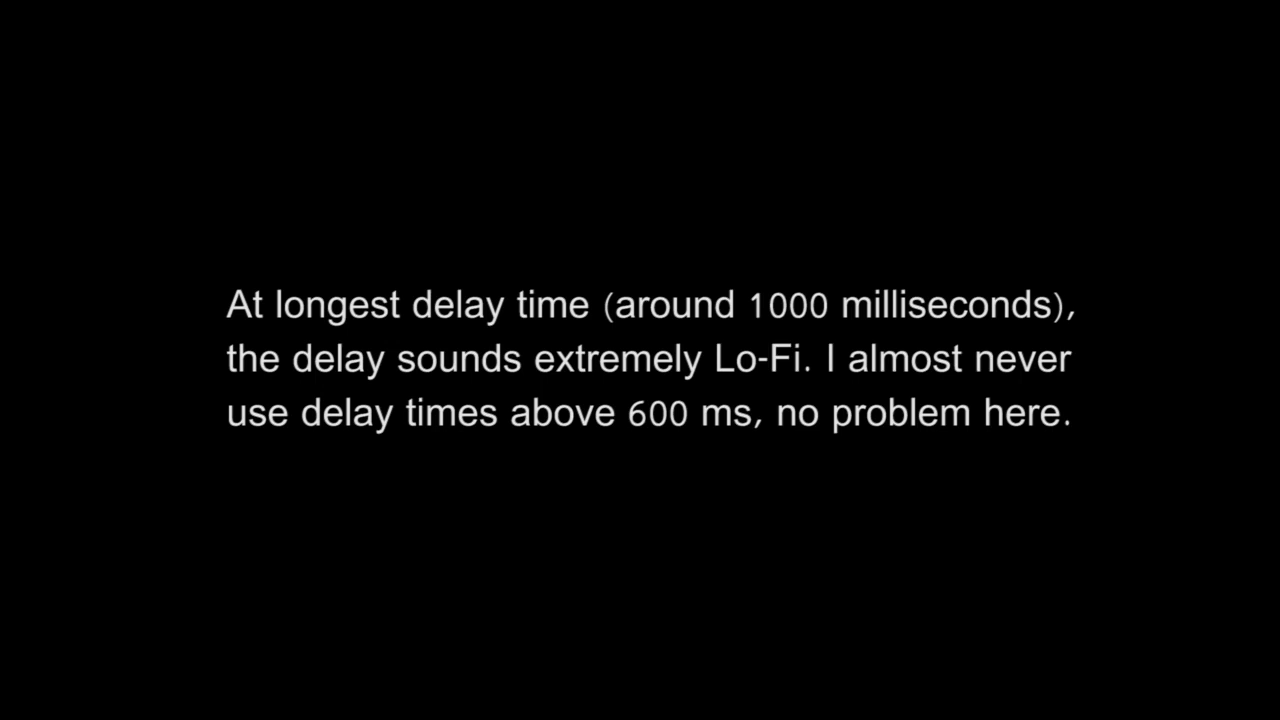 At longest delay time (around 1000 milliseconds),
the delay sounds extremely Lo-Fi. I almost never
use delay times above 600 ms, no problem here.